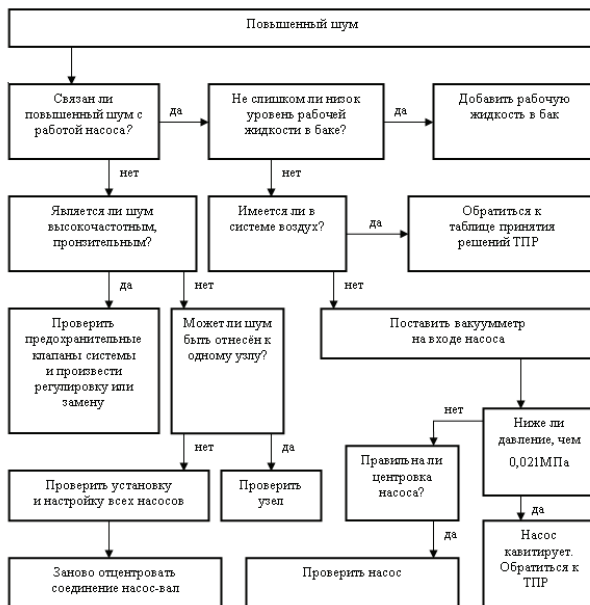 Повышенный шум
Связан ли
повышенный шум с
работой насоса?
да
Не слишком ли низок
уровень рабочей
жидкости в баке?
да
Добавить рабочую
жидкость в бак
нет
нет
Является ли шум
высокочастотным,
пронзительным?
Имеется ли в
системе воздух?
да
Обратиться к
таблице принятия
решений ТПР
да
нет
нет
Проверить
предохранительные
клапаны системы
и произвести
регулировку или
замену
Может ли шум
быть отнесён к
одному узлу?
Поставить вакуумметр
на входе насоса
нет
Ниже ли
давление, чем
0,021МПа
нет
да
Правильна ли
центровка
насоса?
Проверить установку
и настройку всех насосов
Проверить
узел
да
да
Заново отцентровать
соединение насос-вал
Проверить насос
Насос
кавитирует.
Обратиться к
ТПР